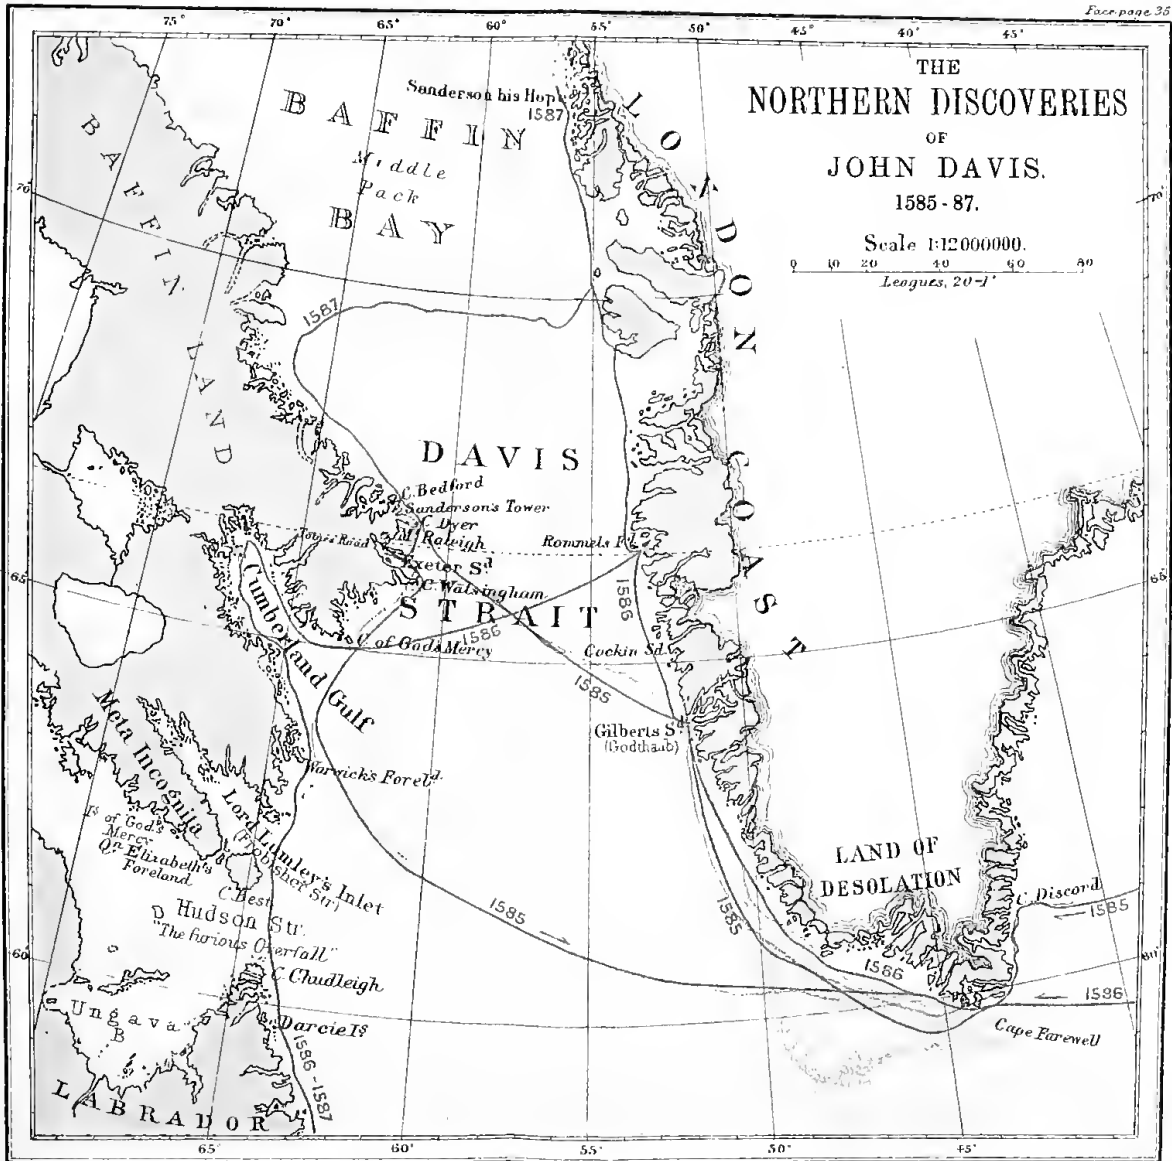 Face page 35
75° 70° 65° 60° 55° 50° 45° 40° 45°
THE
NORTHERN DISCOVERIES
OF
JOHN DAVIS.
1585-87.
Scale 1:12000000.
0 10 20 40 60 80
Leagues, 20=1°
Sanderson his Hope
1587
BAFFIN
Middle
Pack
BAY
BAFFIN LAND
LONDON COAST
70°
70°
1587
DAVIS
C. Bedford
Sanderson's Tower
C. Dyer
Mt Raleigh
Totnes Road
Rommels P.
Exeter Sd
C. Walsingham
65°
65°
STRAIT
1586
1586
C. of God's Mercy
Cockin Sd.
Cumberland Gulf
1585
Gilberts Sd.
(Godthaab)
Warwick's Foreld.
Meta Incognita
Lord Lumley's Inlet
(Frobisher Str)
Is of God's
Mercy
Qn Elizabeth's
Foreland
C. Best
LAND OF
DESOLATION
C. Discord
1585
1585
1585
Hudson Str.
"The furious Overfall"
60°
60°
C. Chudleigh
1586
1586
Ungava
B
Darcie Is
Cape Farewell
1586-1587
LABRADOR
65° 60° 55° 50° 45°